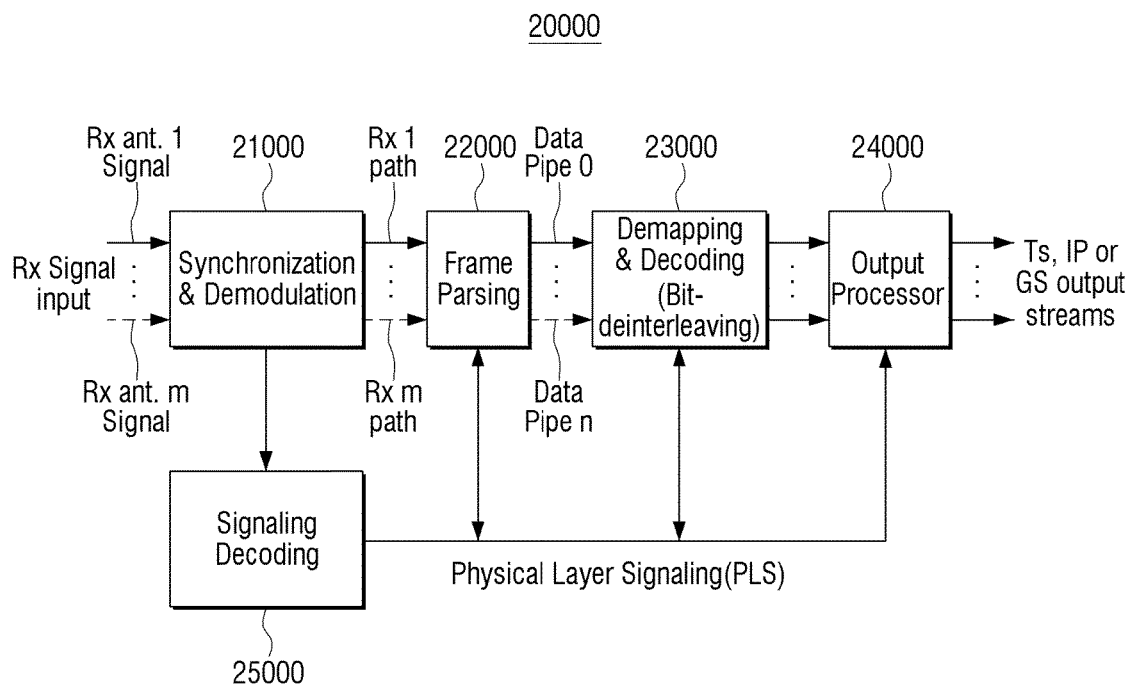 20000
Rx ant. 1
Signal
21000
Rx 1
path
22000
Data
Pipe 0
23000
24000
Rx Signal
input
Synchronization
& Demodulation
Frame
Parsing
Demapping
& Decoding
(Bit-
deinterleaving)
Output
Processor
Ts, IP or
GS output
streams
Rx ant. m
Signal
Rx m
path
Data
Pipe n
Signaling
Decoding
Physical Layer Signaling(PLS)
25000